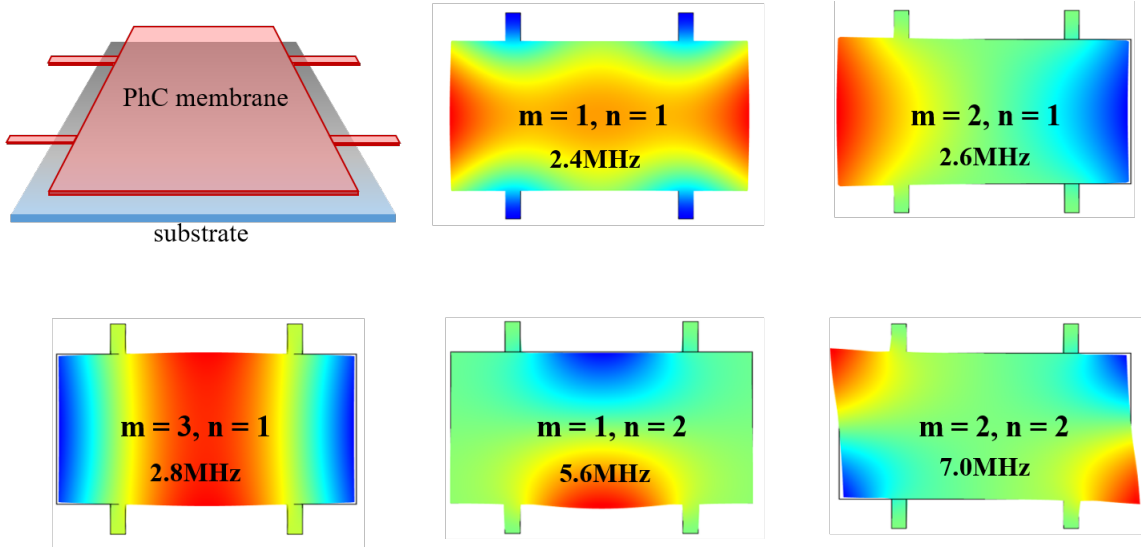 PhC membrane
substrate
m = 1, n = 1
2.4MHz
m = 2, n = 1
2.6MHz
m = 3, n = 1
2.8MHz
m = 1, n = 2
5.6MHz
m = 2, n = 2
7.0MHz